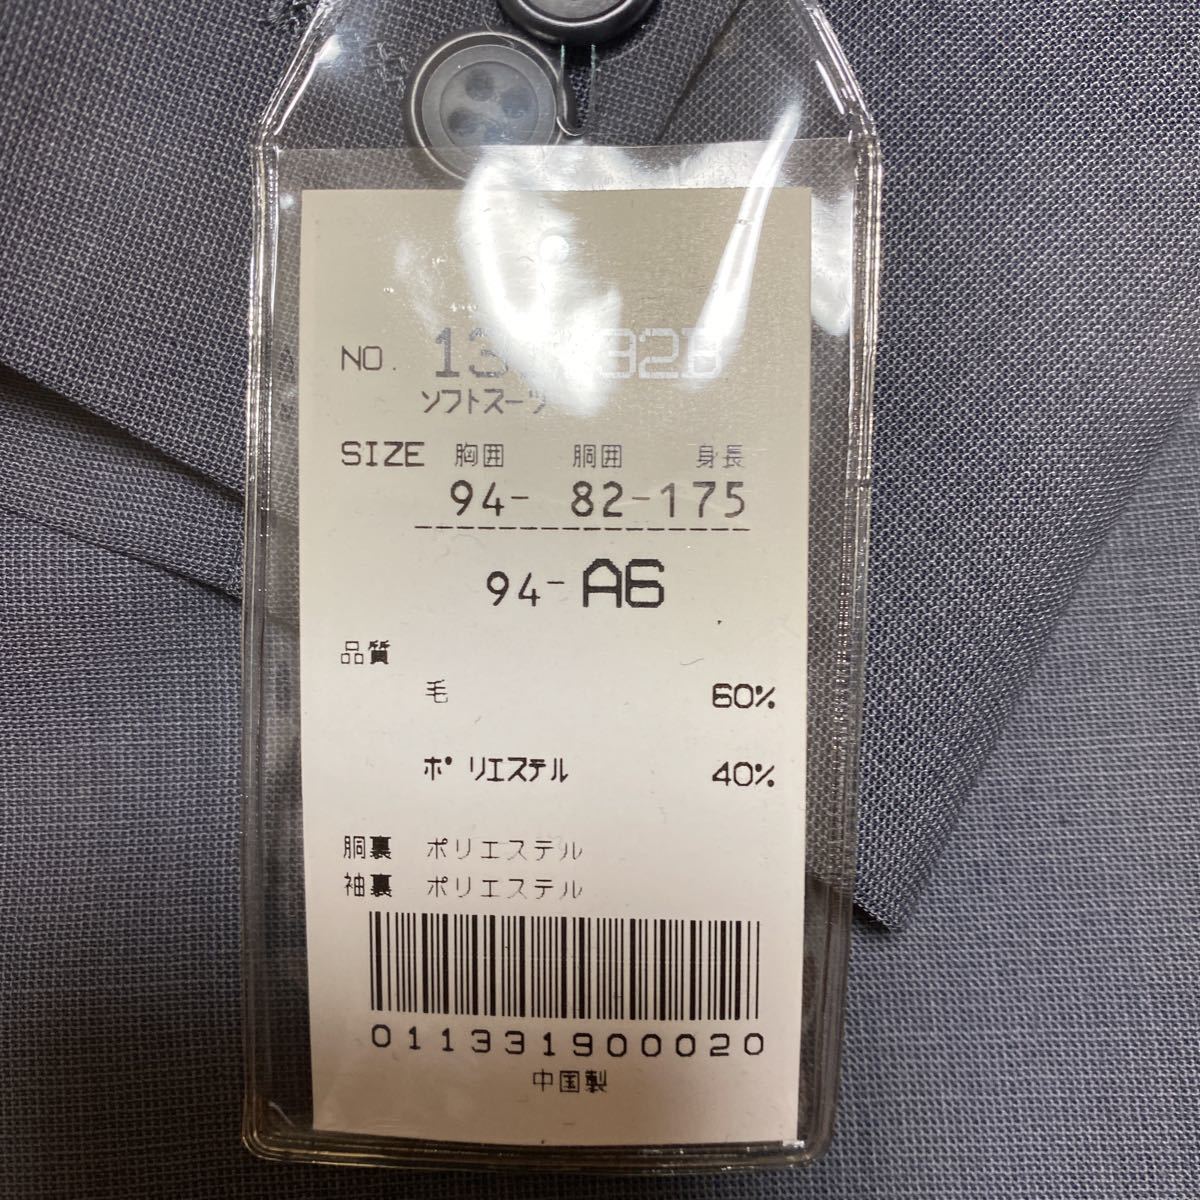 NO.
ソフトスーツ
SIZE 胸囲 胴囲 身長
94- 82-175
94-A6
品質
毛 60%
ポリエステル 40%
胴裏 ポリエステル
袖裏 ポリエステル
0113319000020
中国製